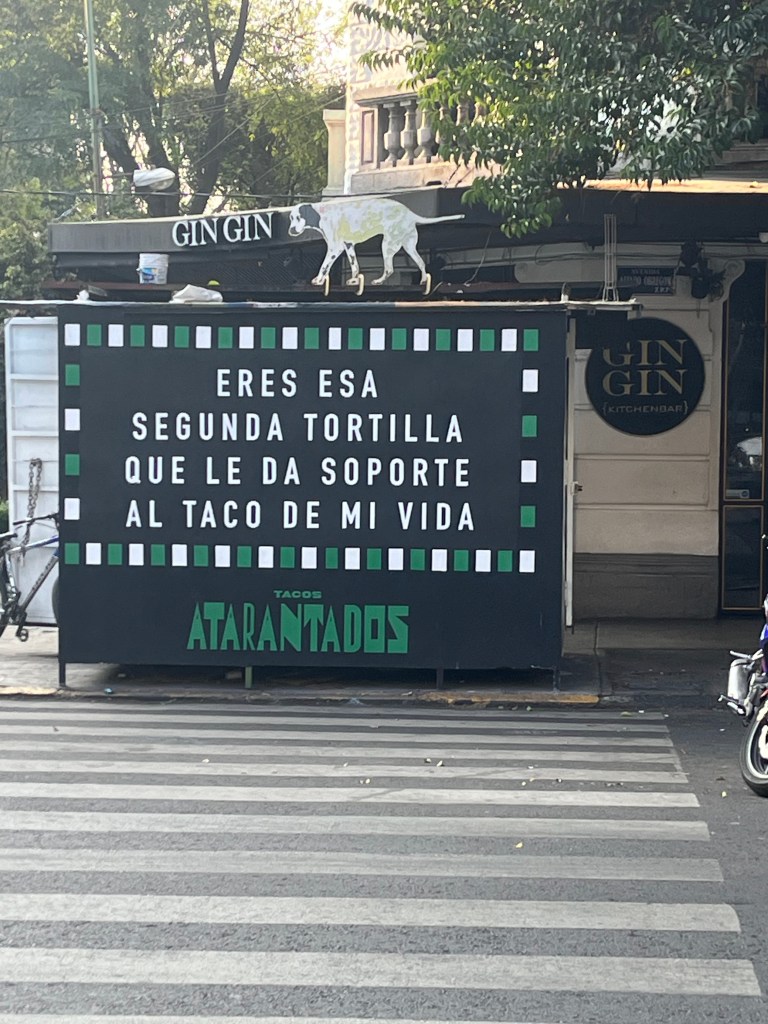 GIN GIN
ERES ESA
SEGUNDA TORTILLA
QUE LE DA SOPORTE
AL TACO DE MI VIDA
TACOS
ATARANTADOS
GIN
GIN
{KITCHENBAR}
OBREGON